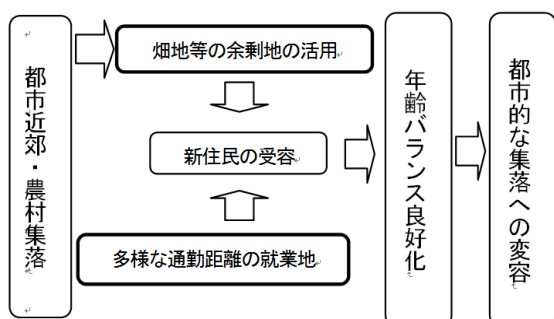 都市近郊・農村集落
畑地等の余剰地の活用
新住民の受容
多様な通勤距離の就業地
年齢バランス良好化
都市的な集落への変容